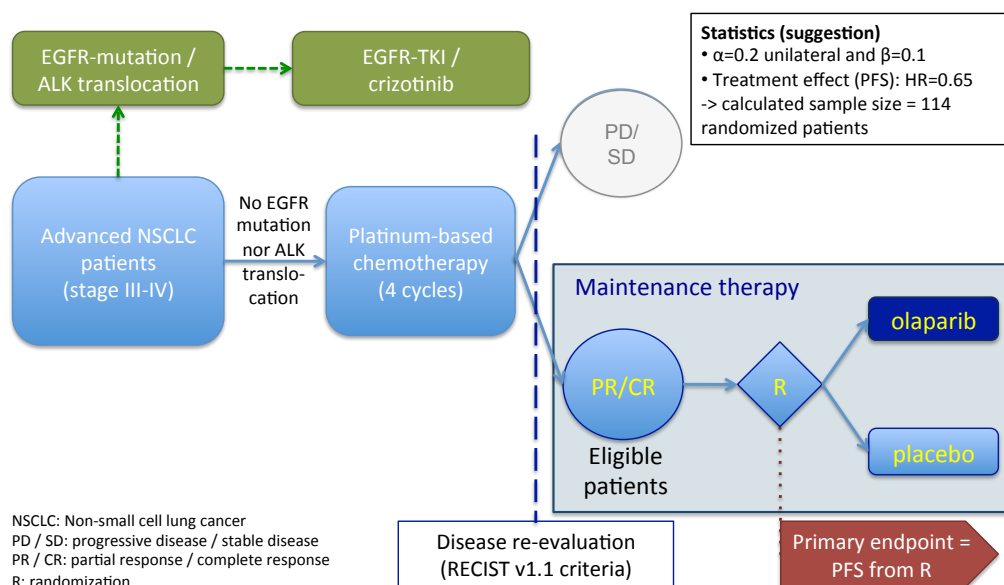 EGFR-mutation /
ALK translocation
EGFR-TKI /
crizotinib
Statistics (suggestion)
• α=0.2 unilateral and β=0.1
• Treatment effect (PFS): HR=0.65
-> calculated sample size = 114
randomized patients
PD/
SD
Advanced NSCLC
patients
(stage III-IV)
No EGFR
mutation
nor ALK
translo-
cation
Platinum-based
chemotherapy
(4 cycles)
Maintenance therapy
olaparib
PR/CR
R
placebo
Eligible
patients
NSCLC: Non-small cell lung cancer
PD / SD: progressive disease / stable disease
PR / CR: partial response / complete response
R: randomization
Disease re-evaluation
(RECIST v1.1 criteria)
Primary endpoint =
PFS from R